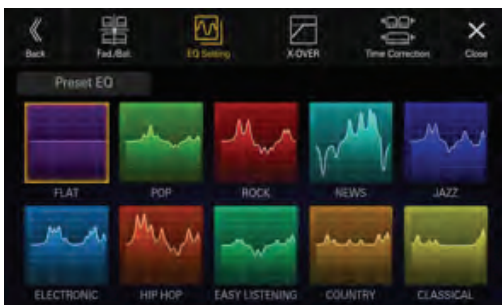 Back Fad./Bal. EQ Setting X-OVER Time Correction Close
Preset EQ
FLAT POP ROCK NEWS JAZZ
ELECTRONIC HIP HOP EASY LISTENING COUNTRY CLASSICAL